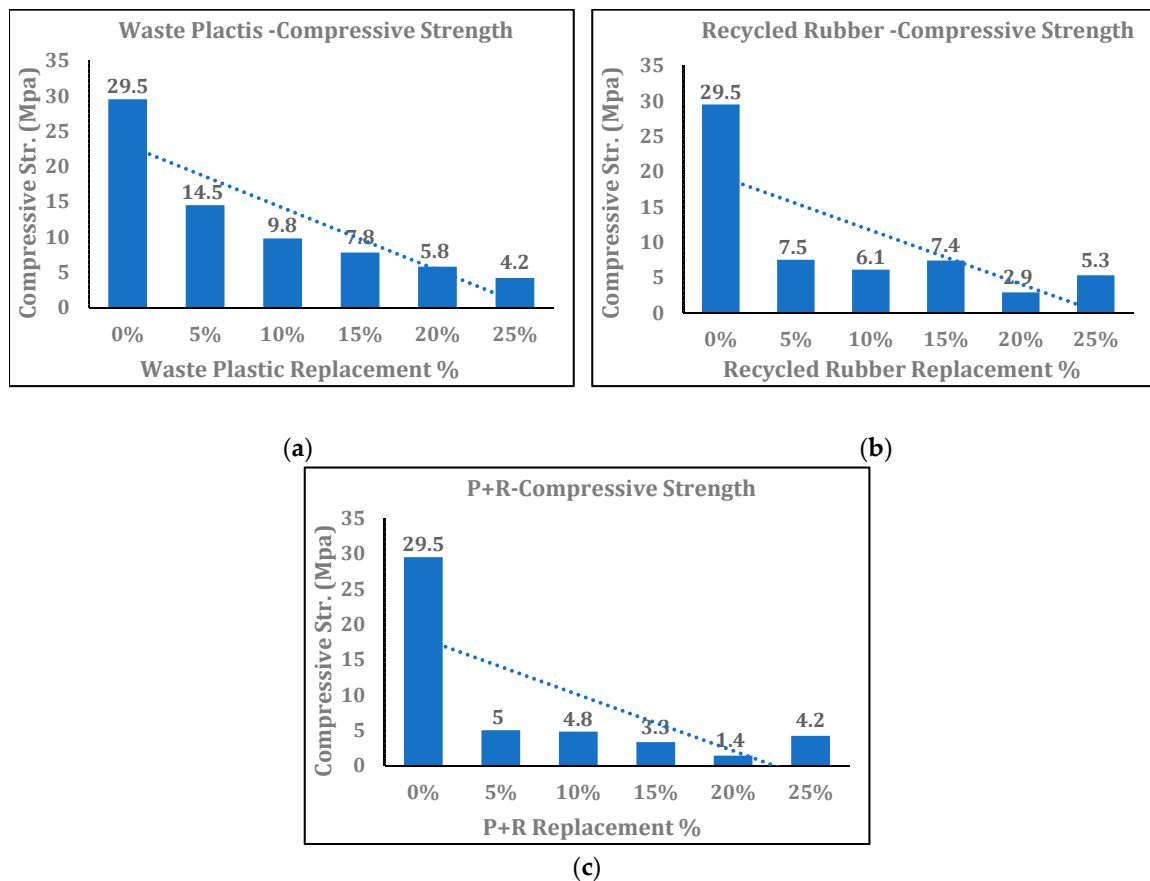 Waste Plactis -Compressive Strength
Compressive Str. (Mpa)
35
30
25
20
15
10
5
0
29.5
14.5
9.8
7.8
5.8
4.2
0% 5% 10% 15% 20% 25%
Waste Plastic Replacement %
(a)
Recycled Rubber -Compressive Strength
Compressive Str. (Mpa)
35
30
25
20
15
10
5
0
29.5
7.5
6.1
7.4
2.9
5.3
0% 5% 10% 15% 20% 25%
Recycled Rubber Replacement %
(b)
P+R-Compressive Strength
Compressive Str. (Mpa)
35
30
25
20
15
10
5
0
29.5
5
4.8
3.3
1.4
4.2
0% 5% 10% 15% 20% 25%
P+R Replacement %
(c)